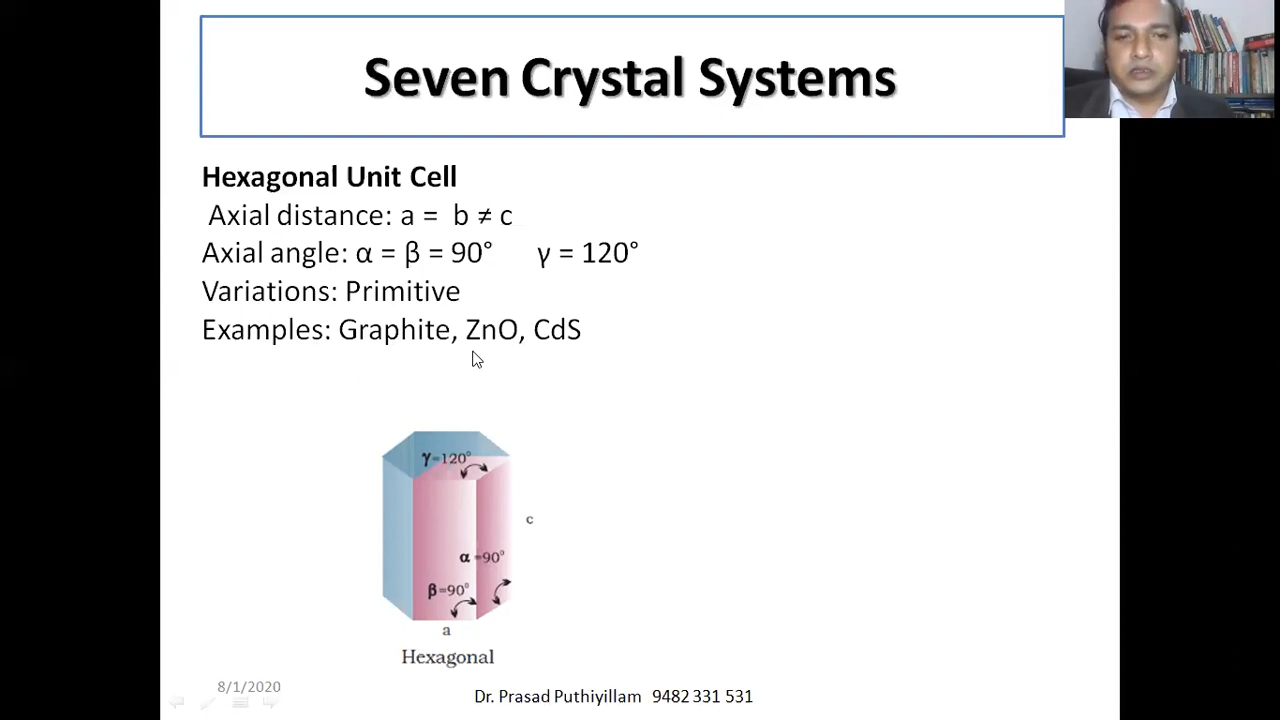 Seven Crystal Systems
Hexagonal Unit Cell
Axial distance: a = b ≠ c
Axial angle: α = β = 90° γ = 120°
Variations: Primitive
Examples: Graphite, ZnO, CdS
γ=120°
c
α=90°
β=90°
a
Hexagonal
8/1/2020
Dr. Prasad Puthiyillam 9482 331 531